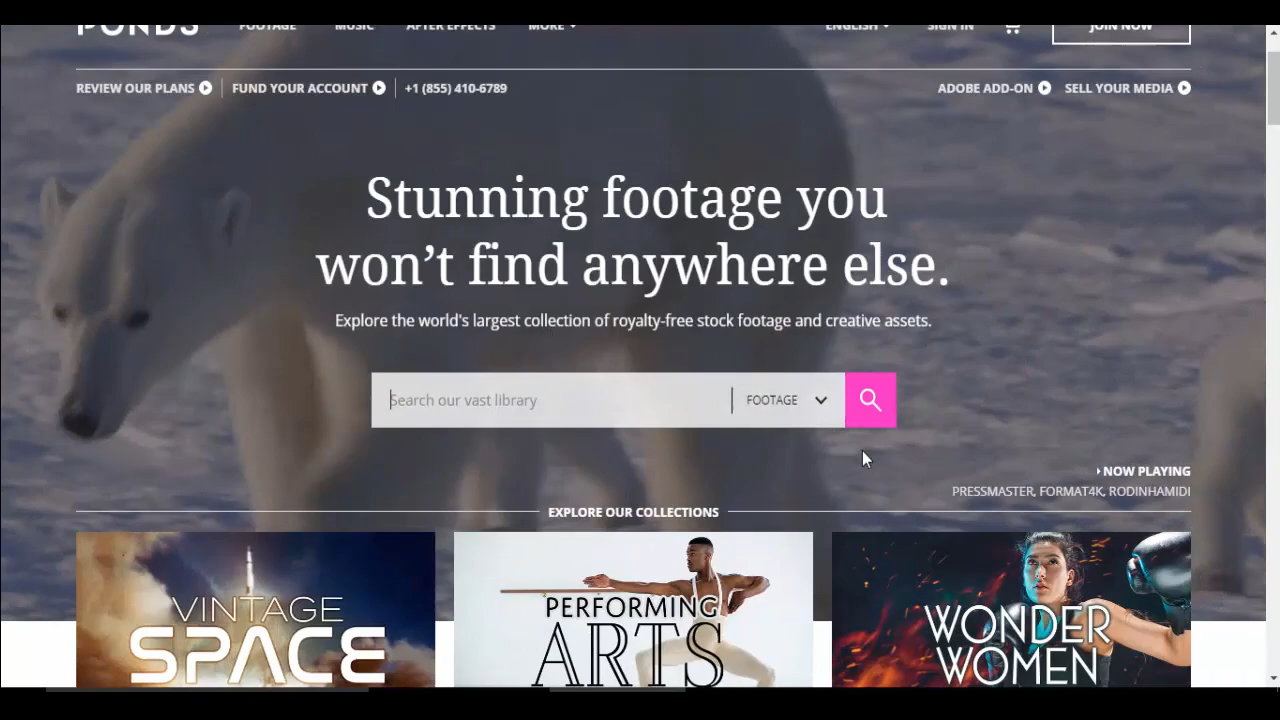 POND5
FOOTAGE MUSIC AFTER EFFECTS MORE ENGLISH SIGN IN JOIN NOW
REVIEW OUR PLANS FUND YOUR ACCOUNT +1 (855) 410-6789 ADOBE ADD-ON SELL YOUR MEDIA
Stunning footage you
won’t find anywhere else.
Explore the world's largest collection of royalty-free stock footage and creative assets.
Search our vast library FOOTAGE
NOW PLAYING
PRESSMASTER, FORMAT4K, RODINHAMIDI
EXPLORE OUR COLLECTIONS
VINTAGE
SPACE
PERFORMING
ARTS
WONDER
WOMEN